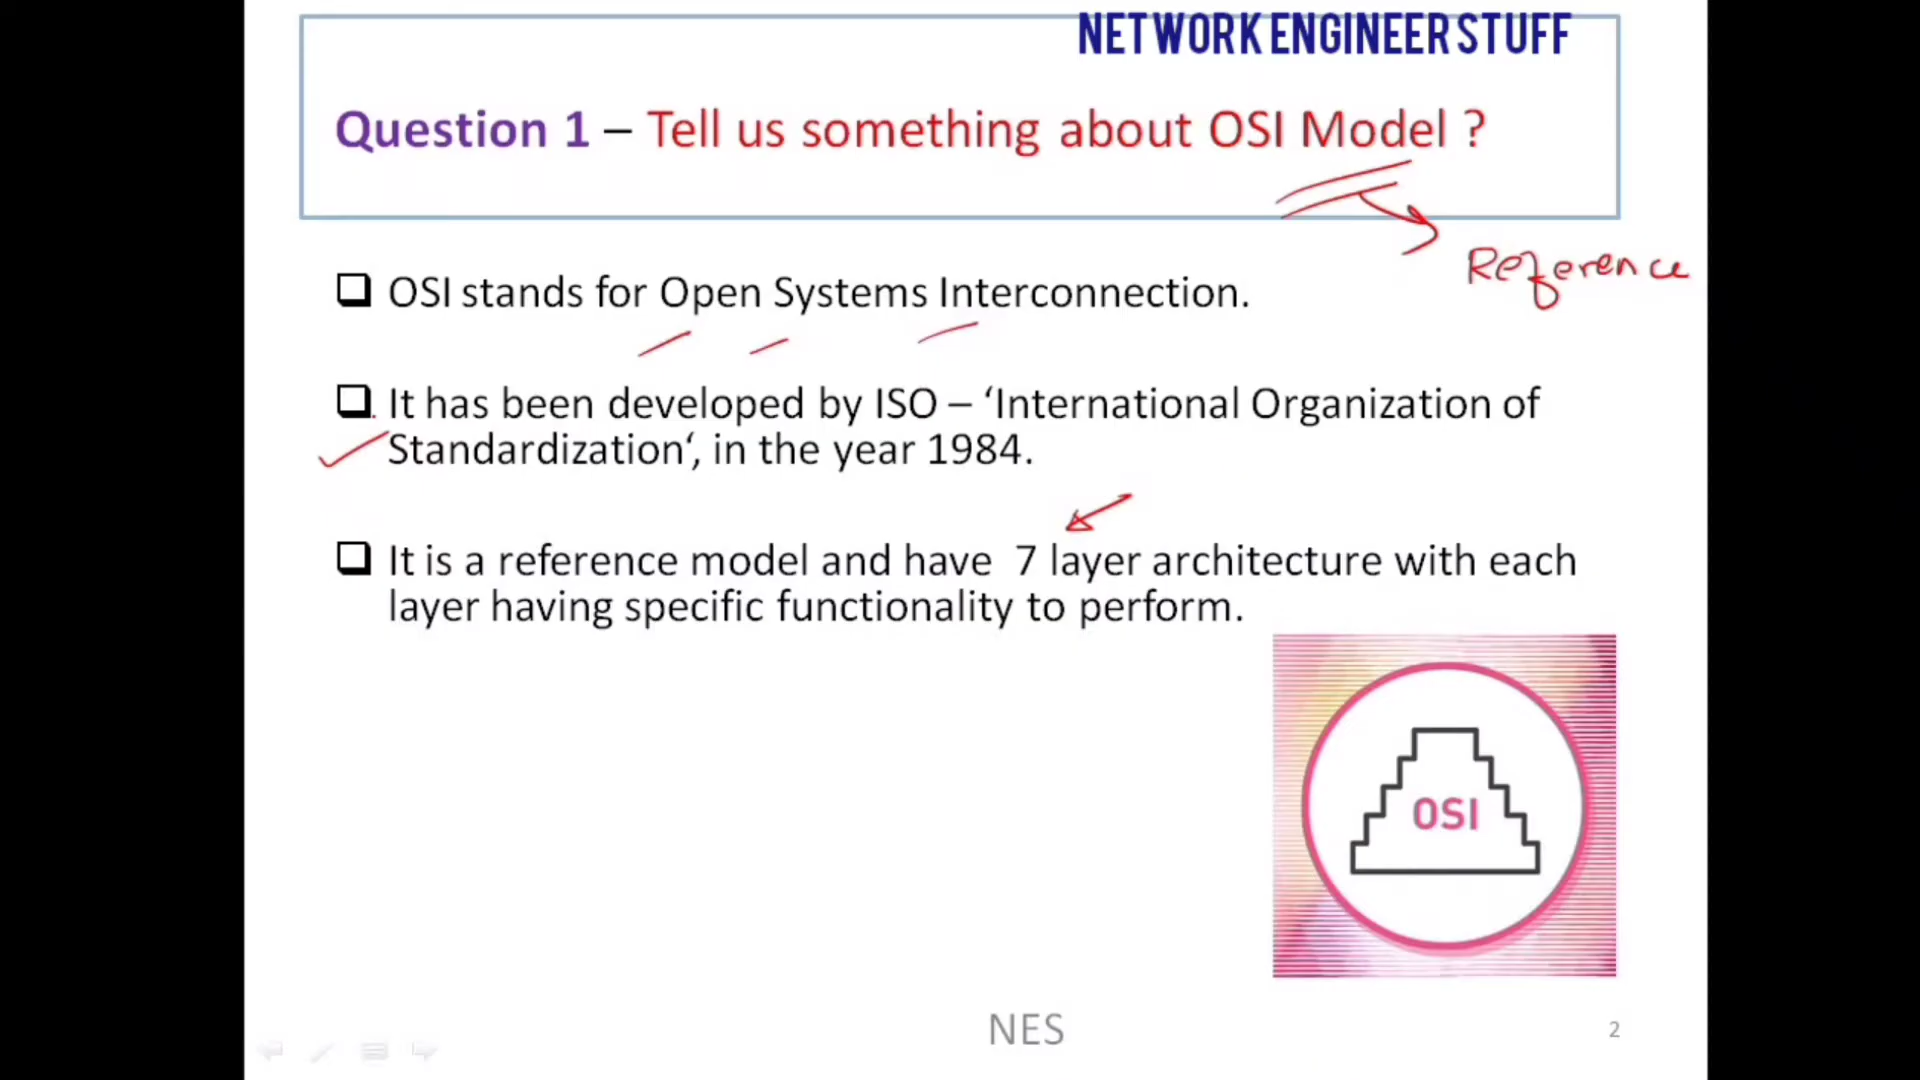 NETWORK ENGINEER STUFF
Question 1 – Tell us something about OSI Model ?
Reference
OSI stands for Open Systems Interconnection.
It has been developed by ISO – ‘International Organization of
Standardization‘, in the year 1984.
It is a reference model and have 7 layer architecture with each
layer having specific functionality to perform.
OSI
NES
2